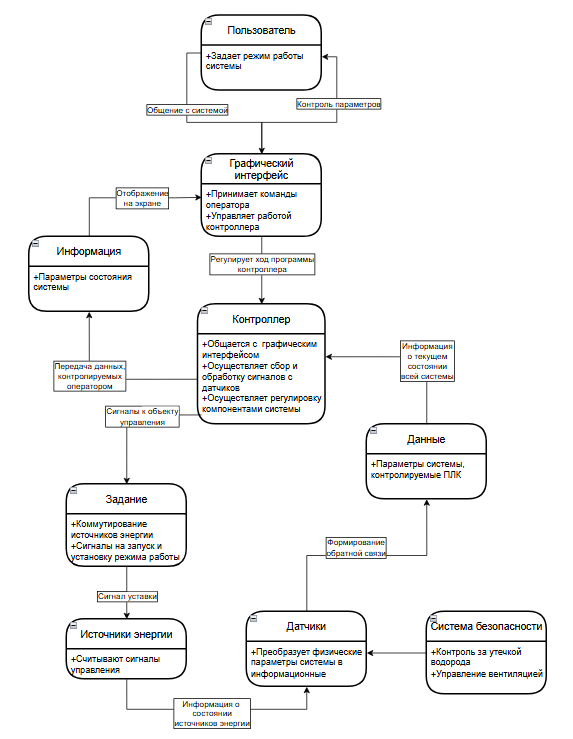 Пользователь
+Задает режим работы
системы
Общение с системой
Контроль параметров
Графический
интерфейс
+Принимает команды
оператора
+Управляет работой
контроллера
Отображение
на экране
Информация
+Параметры состояния
системы
Регулирует ход программы
контроллера
Контроллер
+Общается с графическим
интерфейсом
+Осуществляет сбор и
обработку сигналов с
датчиков
+Осуществляет регулировку
компонентами системы
Передача данных,
контролируемых
оператором
Информация
о текущем
состоянии
всей системы
Сигналы к объекту
управления
Данные
+Параметры системы,
контролируемые ПЛК
Задание
+Коммутирование
источников энергии
+Сигналы на запуск и
установку режима работы
Формирование
обратной связи
Сигнал уставки
Источники энергии
+Считывают сигналы
управления
Датчики
+Преобразует физические
параметры системы в
информационные
Система безопасности
+Контроль за утечкой
водорода
+Управление вентиляцией
Информация о
состоянии
источников энергии